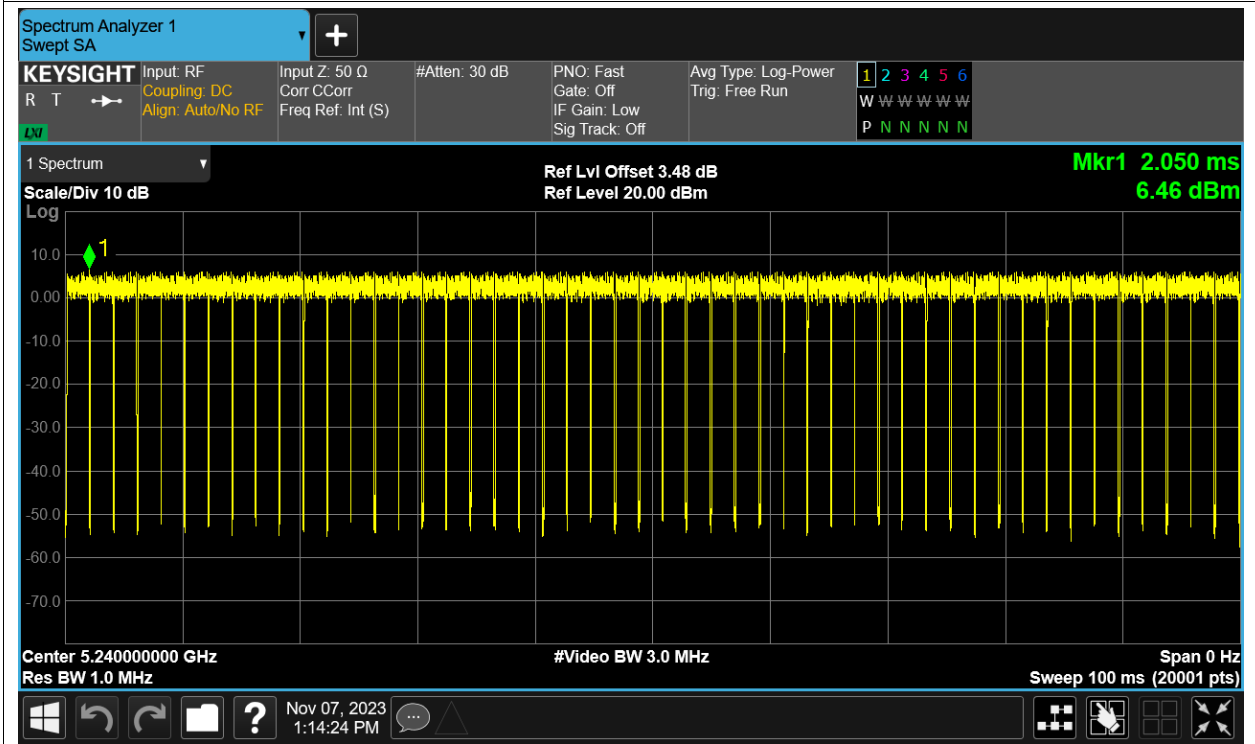 Spectrum Analyzer 1
Swept SA
+
KEYSIGHT
R T
LXI
Input: RF
Coupling: DC
Align: Auto/No RF
Input Z: 50 Ω
Corr CCorr
Freq Ref: Int (S)
#Atten: 30 dB
PNO: Fast
Gate: Off
IF Gain: Low
Sig Track: Off
Avg Type: Log-Power
Trig: Free Run
1 2 3 4 5 6
W W W W W W
P N N N N N
1 Spectrum
Scale/Div 10 dB
Ref Lvl Offset 3.48 dB
Ref Level 20.00 dBm
Mkr1 2.050 ms
6.46 dBm
Log
1
10.0
0.00
-10.0
-20.0
-30.0
-40.0
-50.0
-60.0
-70.0
Center 5.240000000 GHz
#Video BW 3.0 MHz
Span 0 Hz
Res BW 1.0 MHz
Sweep 100 ms (20001 pts)
?
Nov 07, 2023
1:14:24 PM